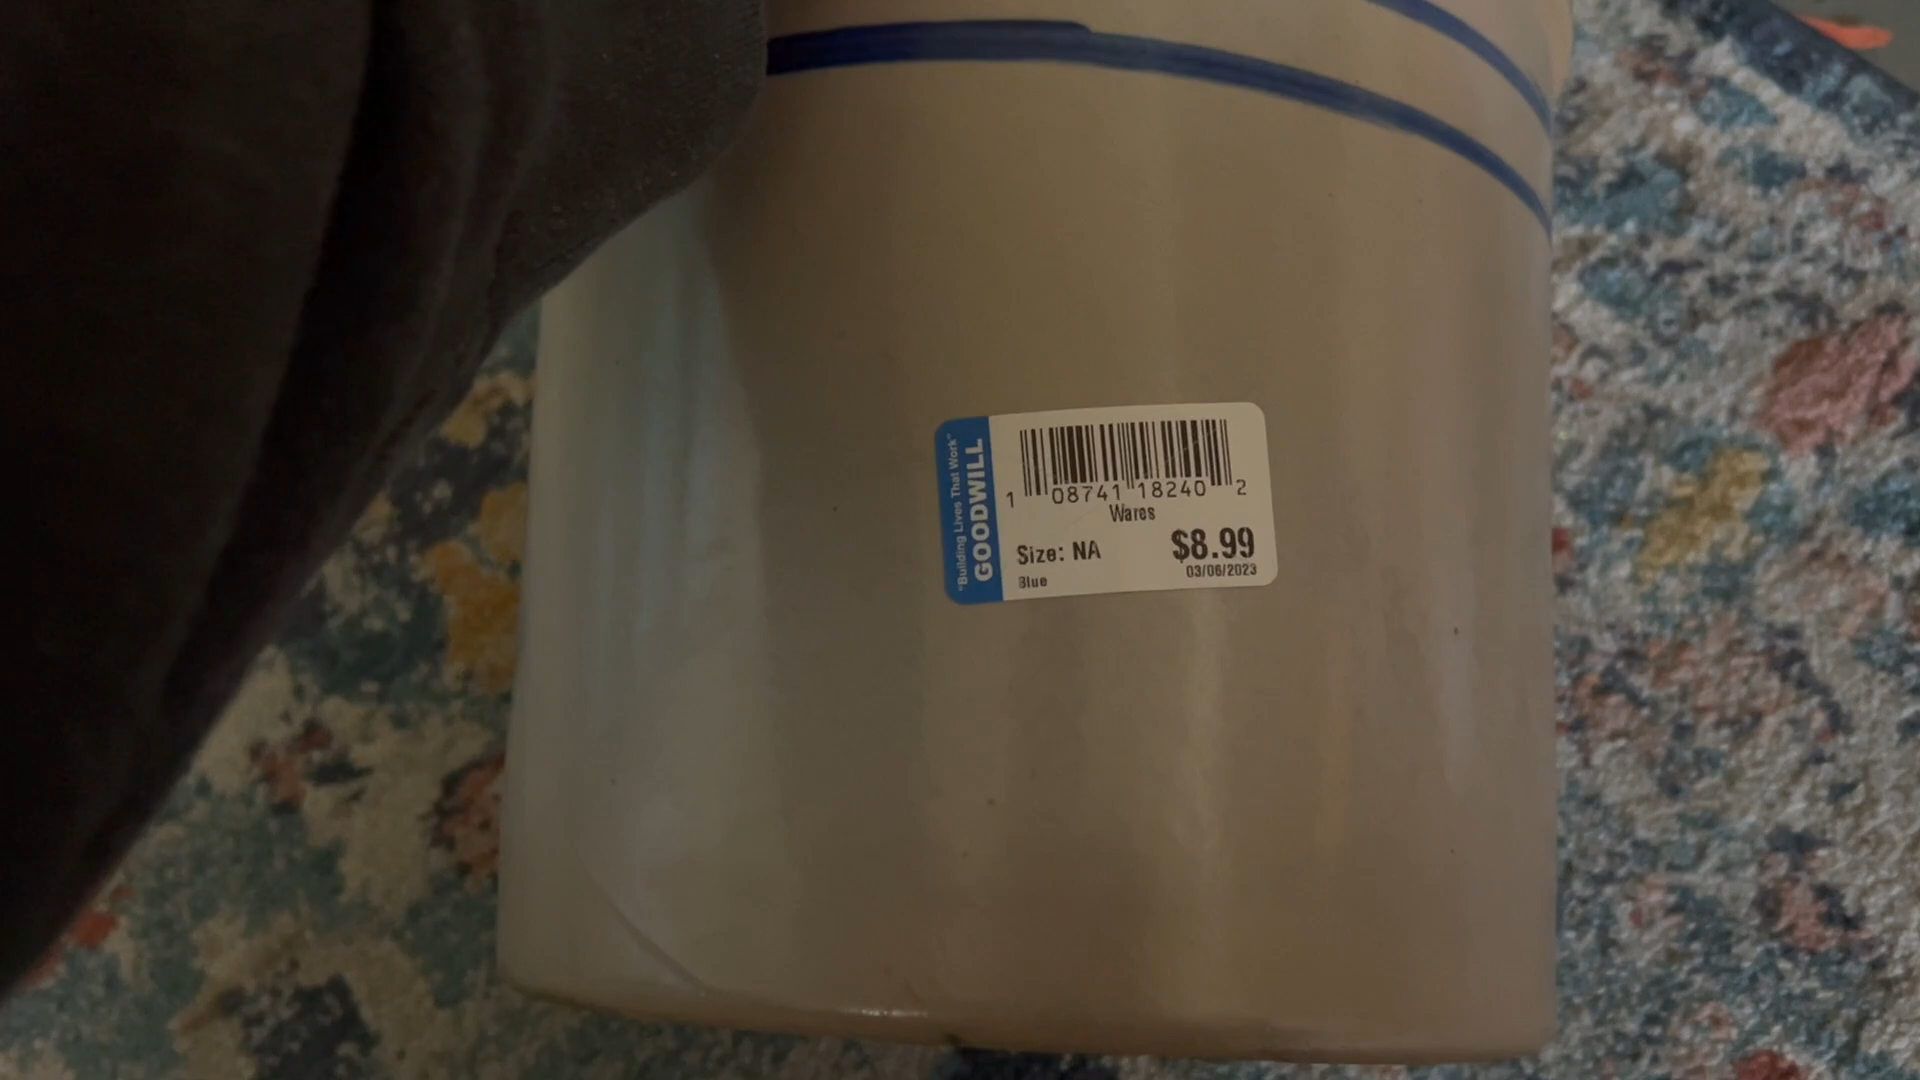 "Building Lives That Work"
GOODWILL
1 08741 18240 2
Wares
Size: NA
$8.99
Blue
03/06/2023